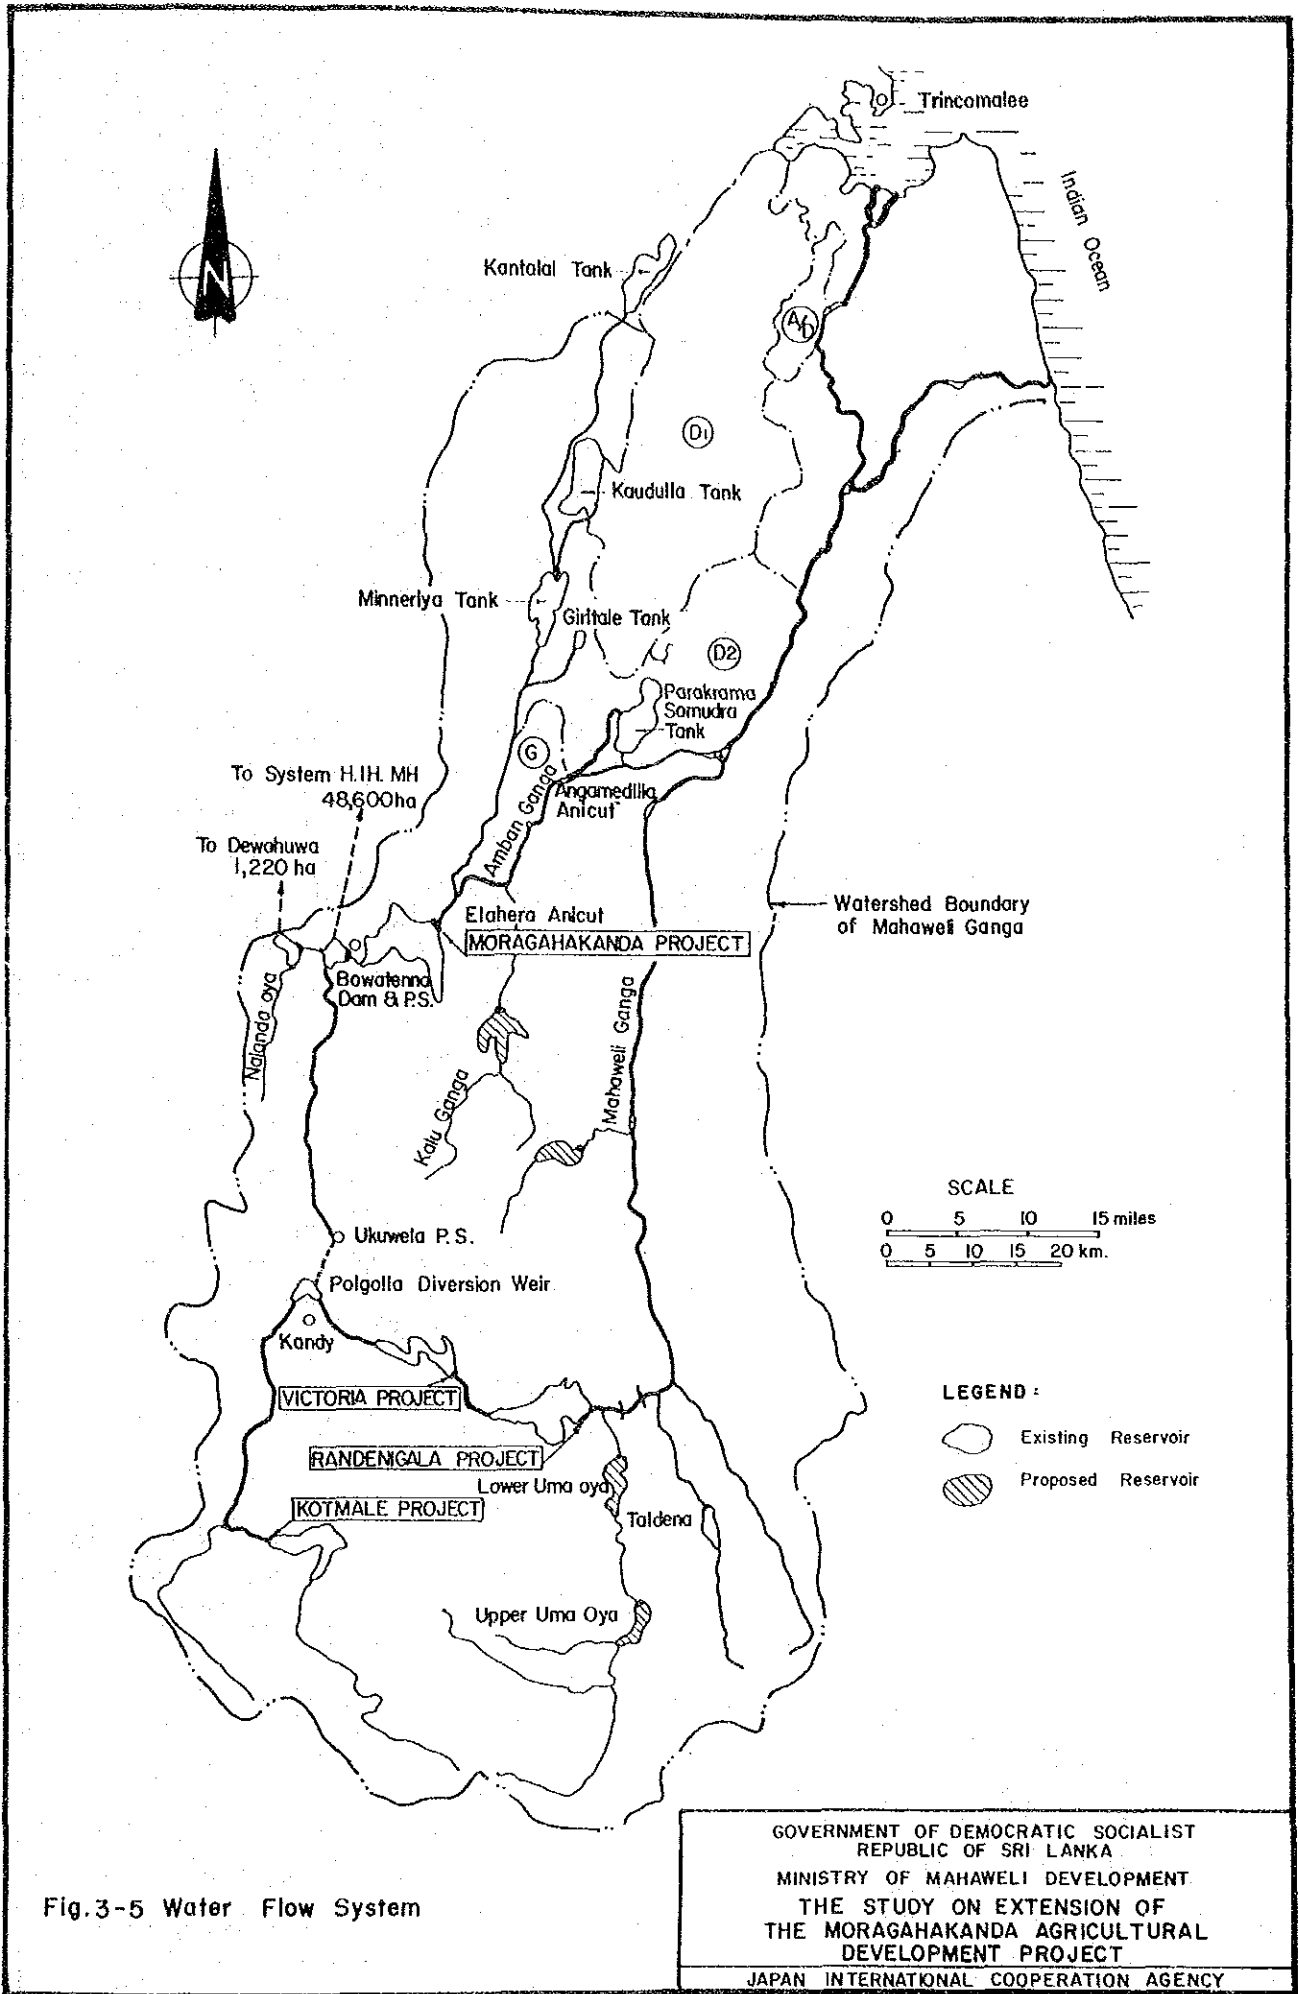 Trincomalee
Indian Ocean
N
Kantalai Tank
A/D
D1
Kaudulla Tank
Minneriya Tank
Giritale Tank
D2
Parakrama
Somudra
Tank
G
To System H.IH. MH
48,600ha
Angamedilla
Anicut
Amban Ganga
To Dewahuwa
1,220 ha
Elahera Anicut
MORAGAHAKANDA PROJECT
Watershed Boundary
of Mahaweli Ganga
Bowatenna
Dam & P.S.
Nalanda oya
Mahaweli Ganga
Kalu Ganga
SCALE
0 5 10 15 miles
0 5 10 15 20 km.
Ukuwela P.S.
Polgolla Diversion Weir
Kandy
VICTORIA PROJECT
LEGEND :
Existing Reservoir
RANDENIGALA PROJECT
Lower Uma oya
Proposed Reservoir
KOTMALE PROJECT
Taldena
Upper Uma Oya
Fig.3-5 Water Flow System
GOVERNMENT OF DEMOCRATIC SOCIALIST
REPUBLIC OF SRI LANKA
MINISTRY OF MAHAWELI DEVELOPMENT
THE STUDY ON EXTENSION OF
THE MORAGAHAKANDA AGRICULTURAL
DEVELOPMENT PROJECT
JAPAN INTERNATIONAL COOPERATION AGENCY